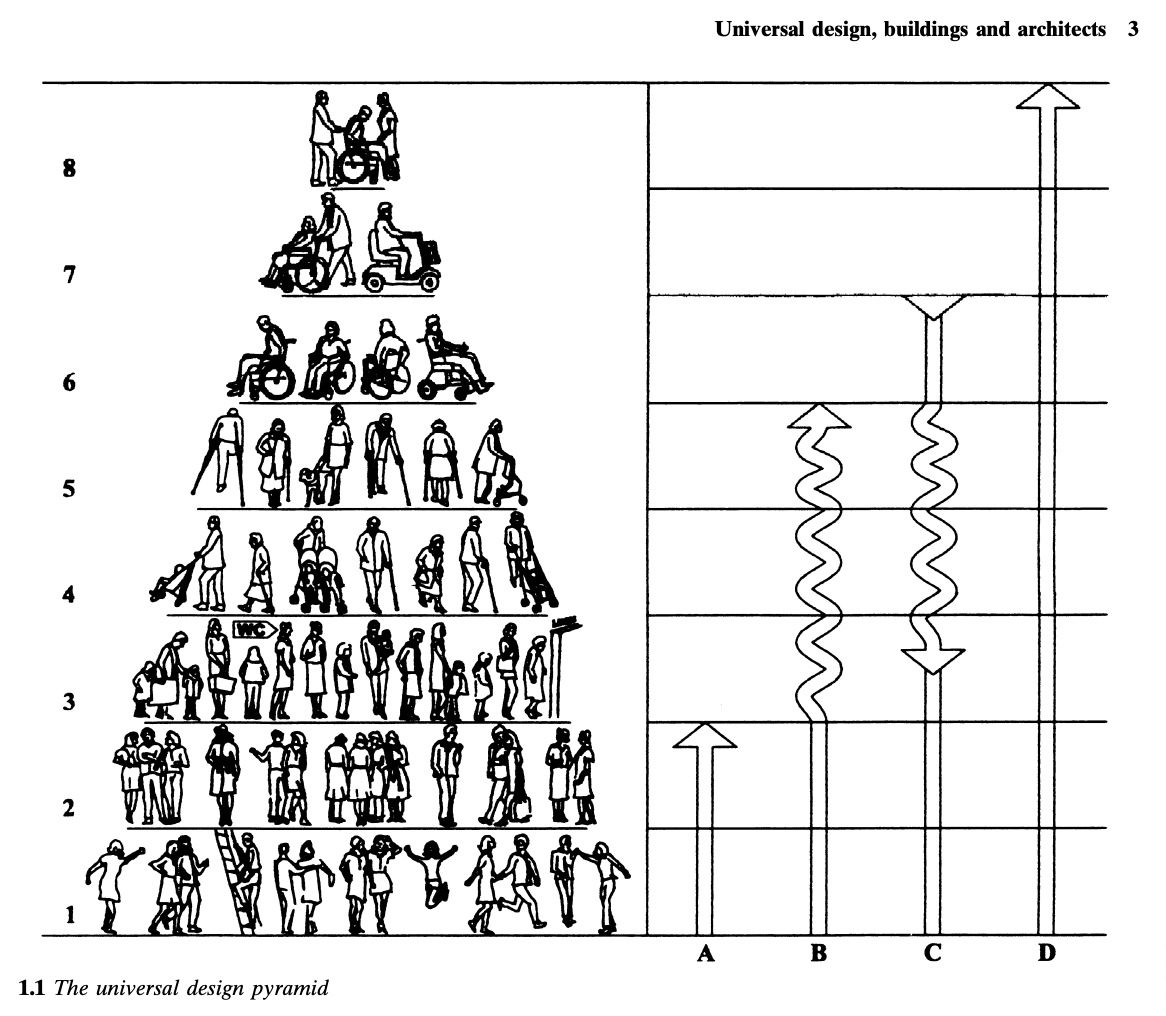 Universal design, buildings and architects 3
8
7
6
5
4
WC
3
2
1
A B C D
1.1 The universal design pyramid